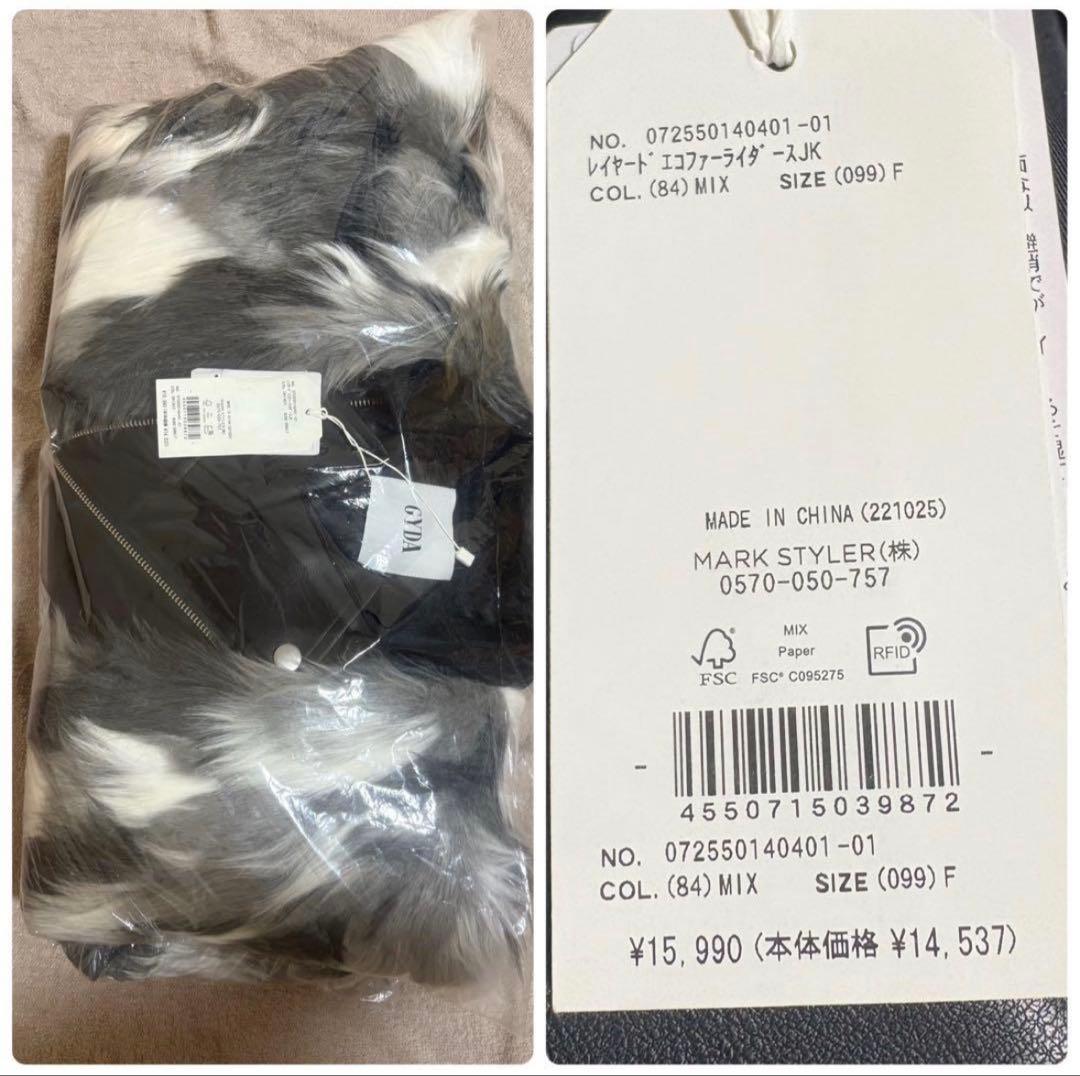 GYDA
NO. 072550140401-01
レイヤードエコファーライダースJK
COL.(84)MIX SIZE(099)F
MADE IN CHINA(221025)
MARK STYLER(株)
0570-050-757
FSC
MIX
Paper
FSC® C095275
RFID
4550715039872
NO. 072550140401-01
COL.(84)MIX SIZE(099)F
¥15,990(本体価格 ¥14,537)